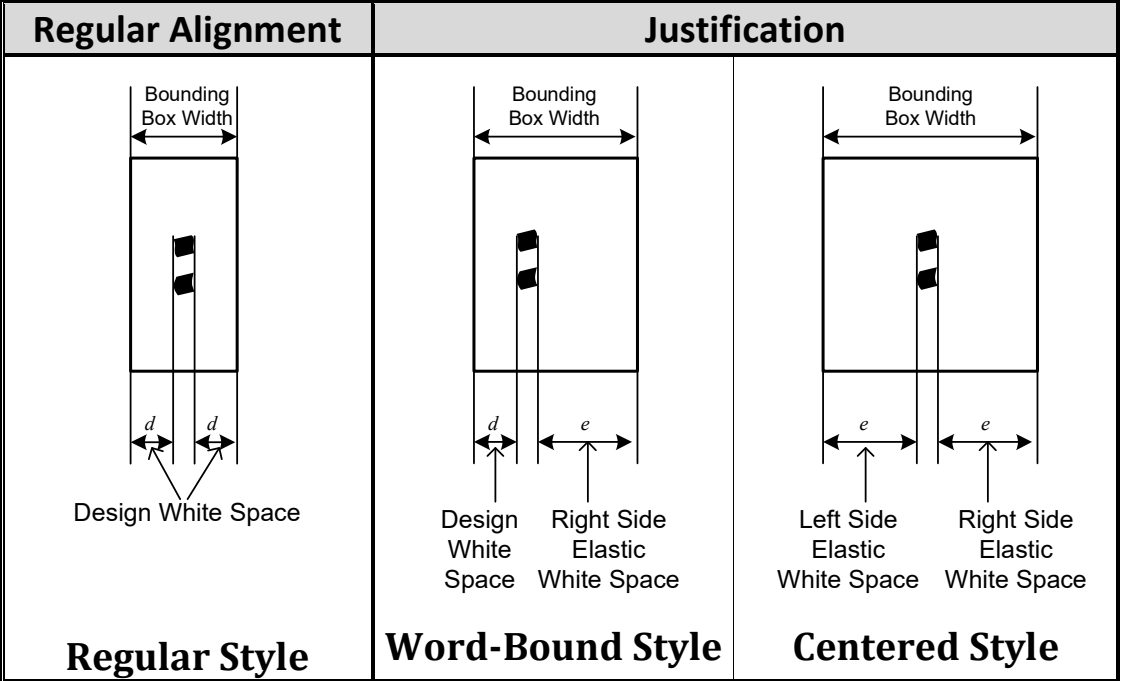 Regular Alignment
Justification
Bounding
Box Width
d
d
Design White Space
Regular Style
Bounding
Box Width
d
e
Design
White
Space
Right Side
Elastic
White Space
Word-Bound Style
Bounding
Box Width
e
e
Left Side
Elastic
White Space
Right Side
Elastic
White Space
Centered Style